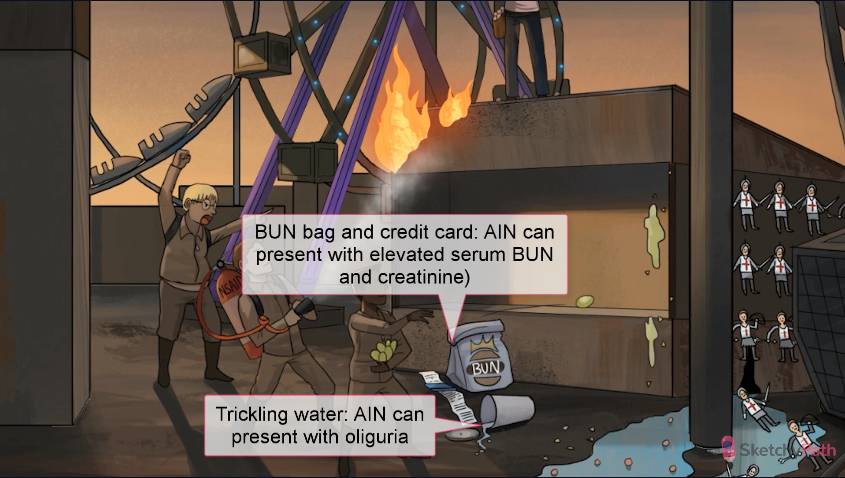 BUN bag and credit card: AIN can
present with elevated serum BUN
and creatinine)
NSAID
BUN
Trickling water: AIN can
present with oliguria